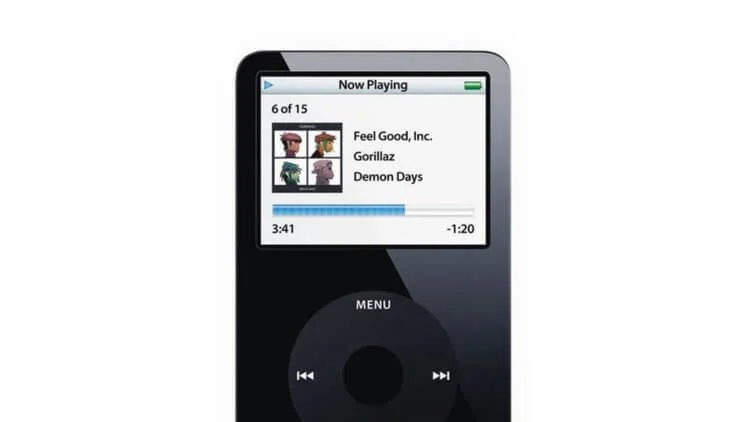 Now Playing
6 of 15
Feel Good, Inc.
Gorillaz
Demon Days
3:41
-1:20
MENU